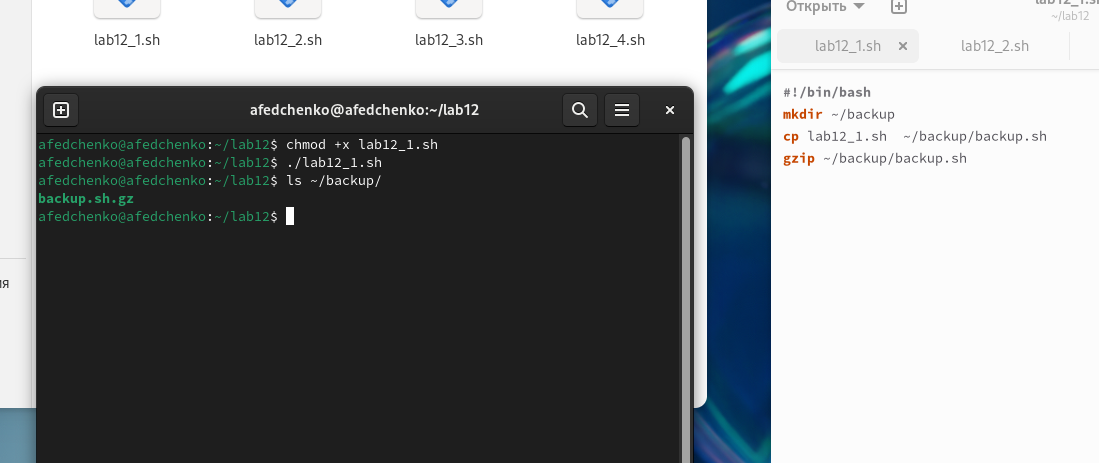 lab12_1.sh lab12_2.sh lab12_3.sh lab12_4.sh
afedchenko@afedchenko:~/lab12
afedchenko@afedchenko:~/lab12$ chmod +x lab12_1.sh
afedchenko@afedchenko:~/lab12$ ./lab12_1.sh
afedchenko@afedchenko:~/lab12$ ls ~/backup/
backup.sh.gz
afedchenko@afedchenko:~/lab12$
ия
Открыть
lab12_1.sh
~/lab12
lab12_1.sh lab12_2.sh
#!/bin/bash
mkdir ~/backup
cp lab12_1.sh  ~/backup/backup.sh
gzip ~/backup/backup.sh